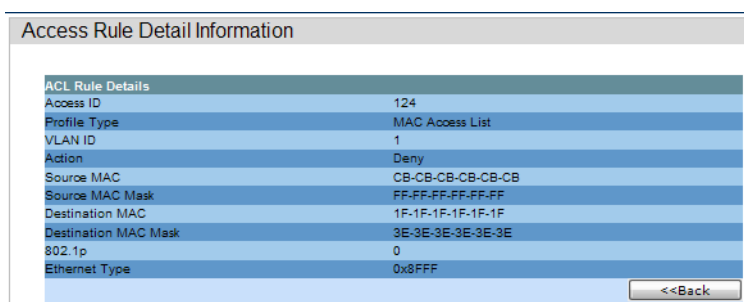 Access Rule Detail Information
ACL Rule Details
Access ID 124
Profile Type MAC Access List
VLAN ID 1
Action Deny
Source MAC CB-CB-CB-CB-CB-CB
Source MAC Mask FF-FF-FF-FF-FF-FF
Destination MAC 1F-1F-1F-1F-1F-1F
Destination MAC Mask 3E-3E-3E-3E-3E-3E
802.1p 0
Ethernet Type 0x8FFF
<<Back